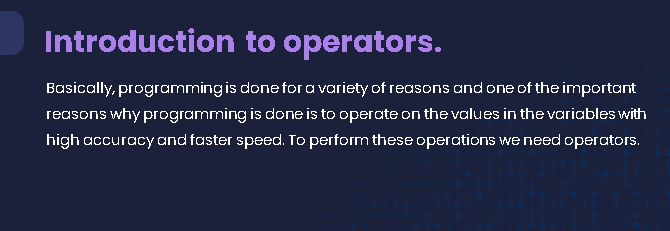 Introduction to operators.
Basically, programming is done for a variety of reasons and one of the important
reasons why programming is done is to operate on the values in the variables with
high accuracy and faster speed. To perform these operations we need operators.